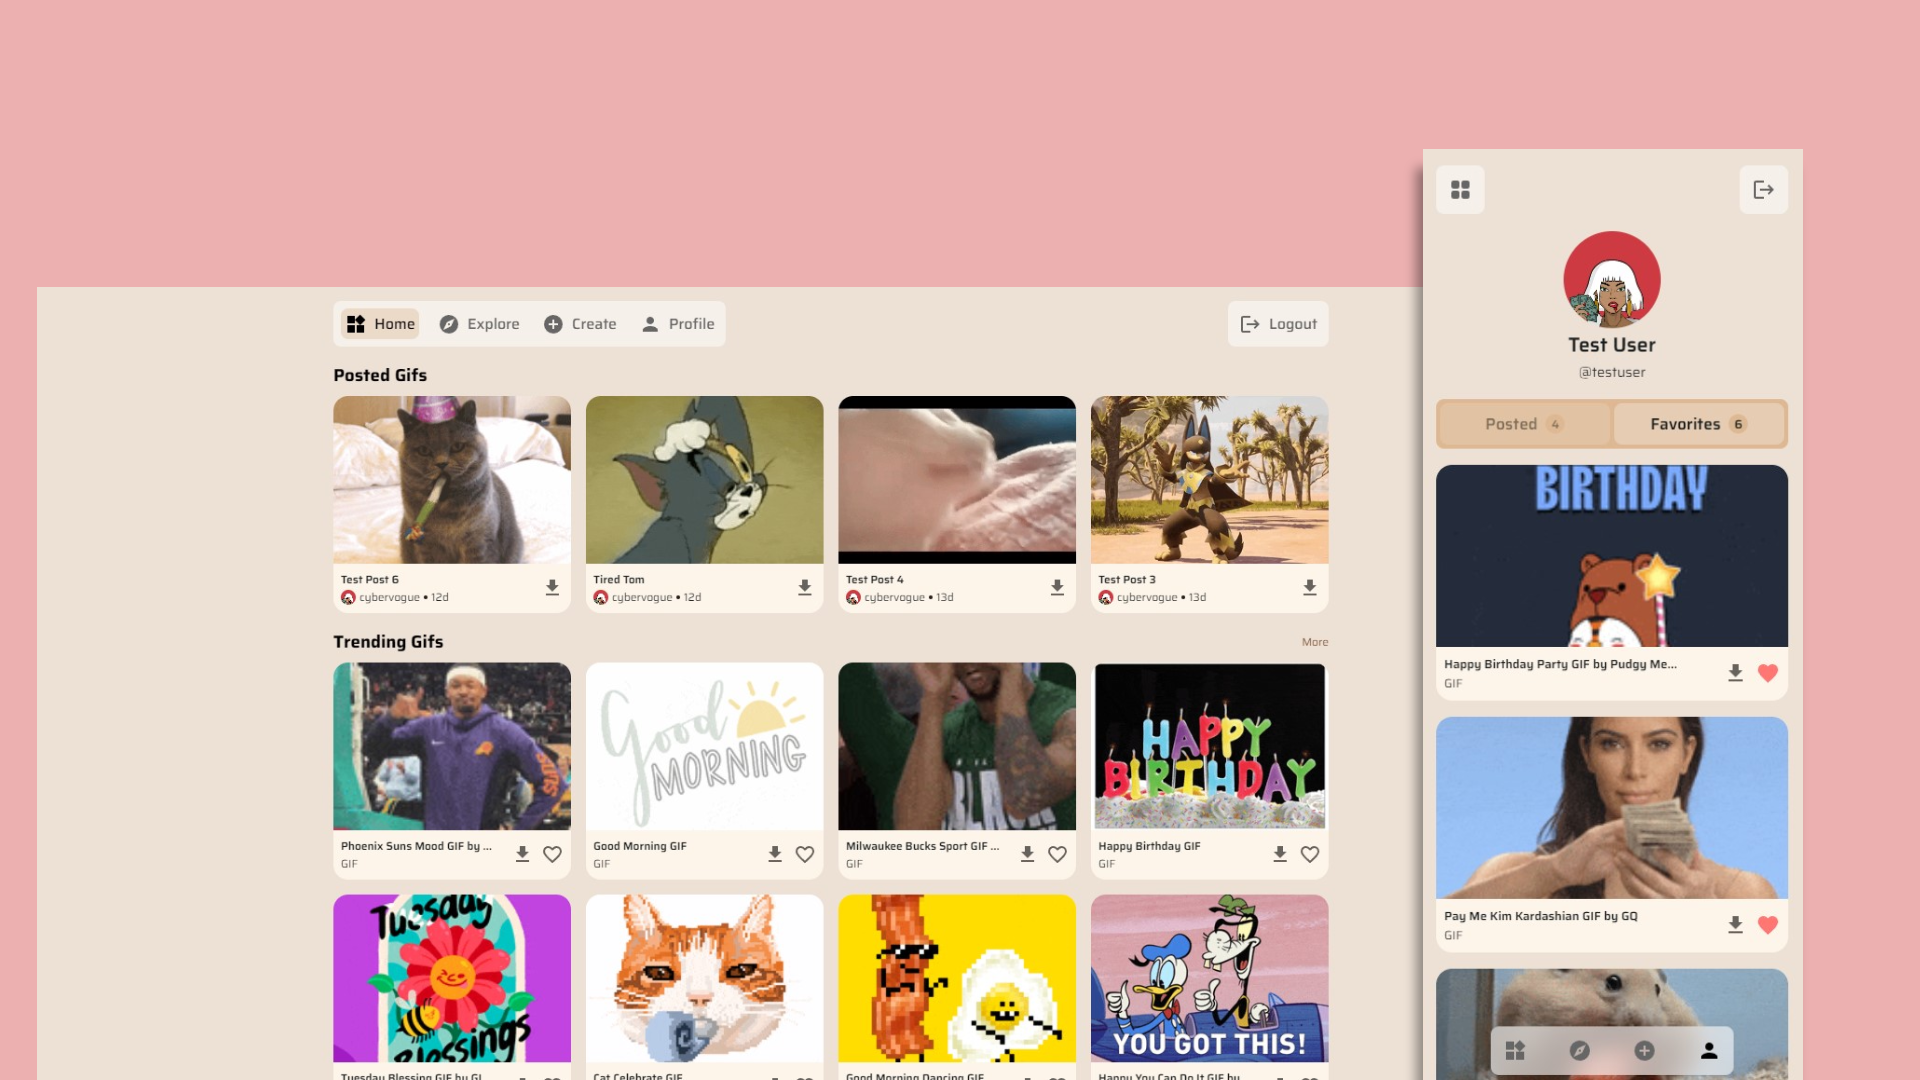 Home
Explore
Create
Profile
Logout
Posted Gifs
Test Post 6
cybervogue • 12d
Tired Tom
cybervogue • 12d
Test Post 4
cybervogue • 13d
Test Post 3
cybervogue • 13d
Trending Gifs
More
SUNS
Phoenix Suns Mood GIF by ...
GIF
Good
MORNING
Good Morning GIF
GIF
Milwaukee Bucks Sport GIF ...
GIF
HAPPY
BIRTHDAY
Happy Birthday GIF
GIF
Tuesday
Blessings
Tuesday Blessing GIF by
Cat Celebrate GIF
Good Morning Dancing GIF
YOU GOT THIS!
Happy You Can Do It GIF by
Test User
@testuser
Posted 4
Favorites 6
BIRTHDAY
Happy Birthday Party GIF by Pudgy Me...
GIF
Pay Me Kim Kardashian GIF by GQ
GIF